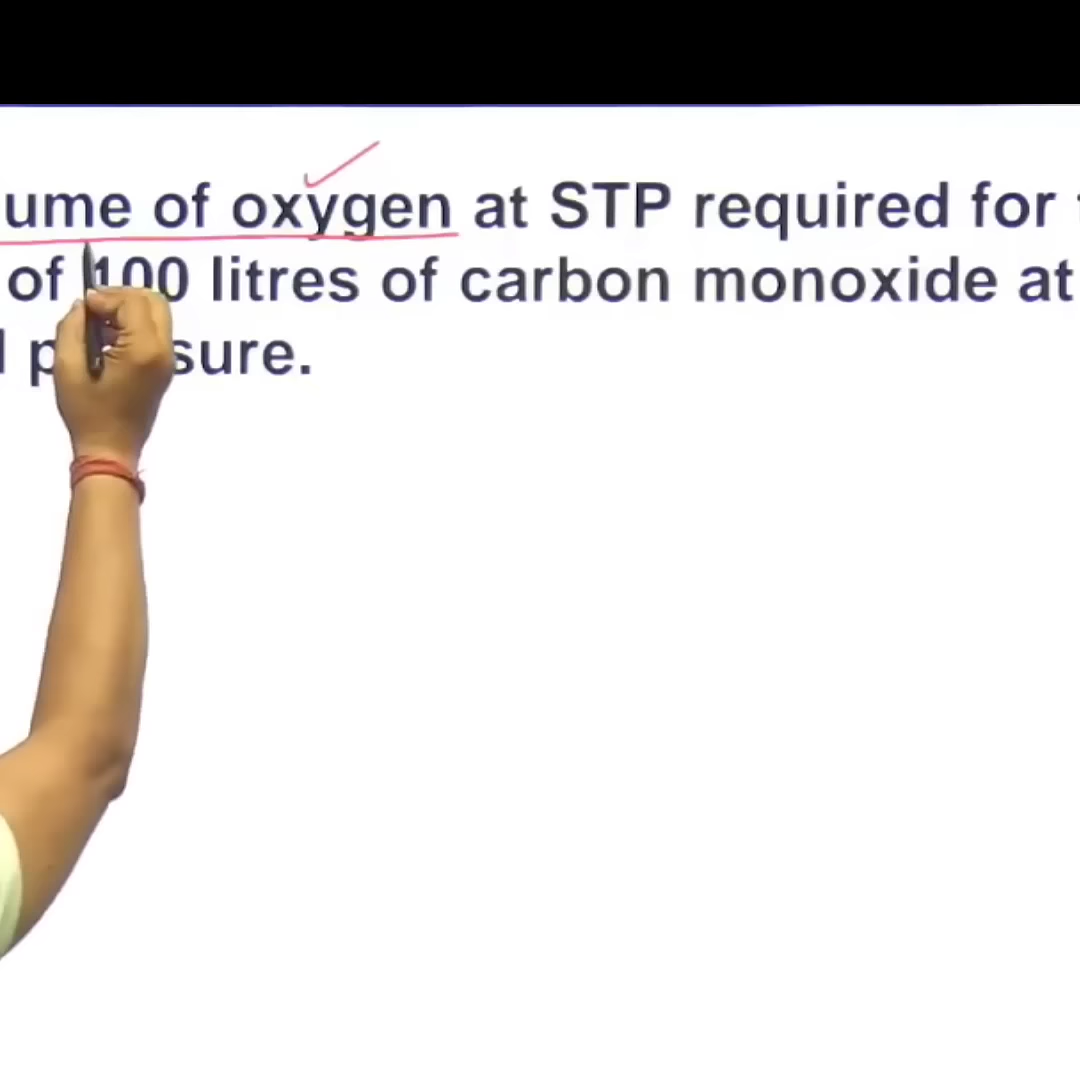 ume of oxygen at STP required for
of 100 litres of carbon monoxide at
sure.